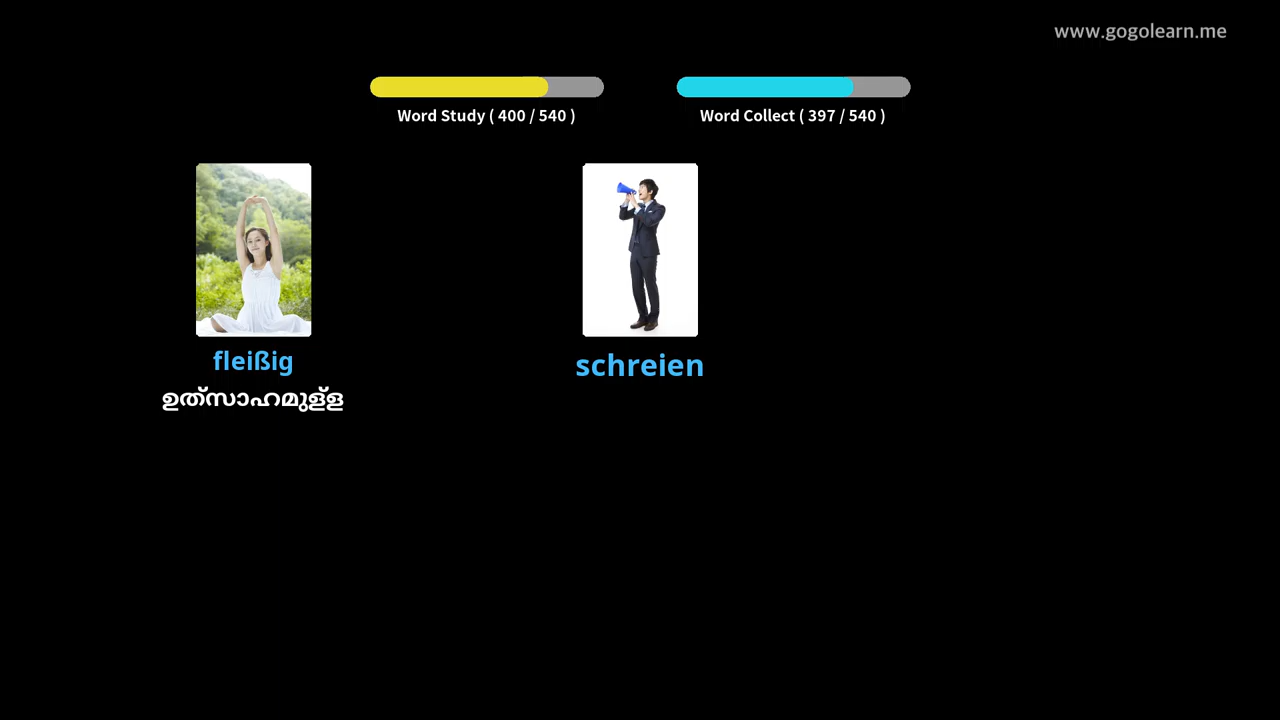 www.gogolearn.me
Word Study ( 400 / 540 )
Word Collect ( 397 / 540 )
fleißig
ഉത്സാഹമുള്ള
schreien